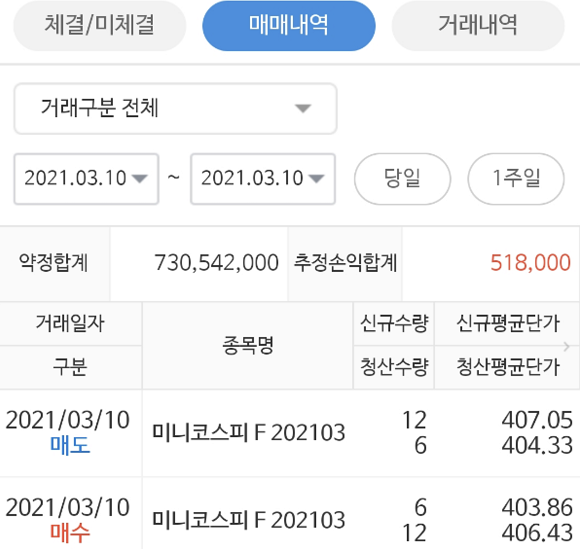 체결/미체결 매매내역 거래내역
거래구분 전체
2021.03.10 ~ 2021.03.10 당일 1주일
약정합계 730,542,000 추정손익합계 518,000
거래일자 종목명 신규수량 신규평균단가
구분 청산수량 청산평균단가
2021/03/10 미니코스피 F 202103 12 407.05
매도 6 404.33
2021/03/10 미니코스피 F 202103 6 403.86
매수 12 406.43